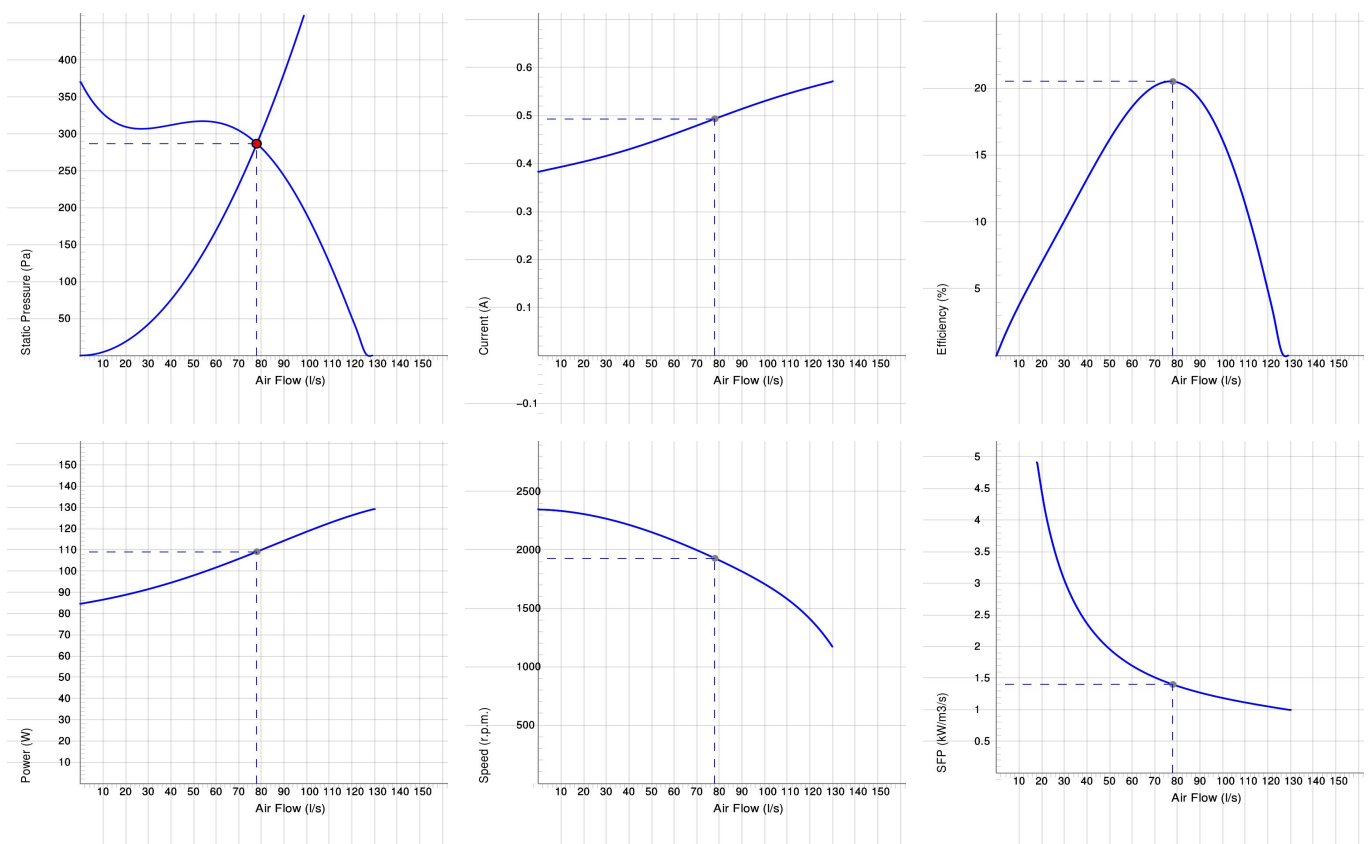 400
350
300
250
200
150
100
50
Static Pressure (Pa)
10 20 30 40 50 60 70 80 90 100 110 120 130 140 150
Air Flow (l/s)
0.6
0.5
0.4
0.3
0.2
0.1
−0.1
Current (A)
10 20 30 40 50 60 70 80 90 100 110 120 130 140 150
Air Flow (l/s)
20
15
10
5
Efficiency (%)
10 20 30 40 50 60 70 80 90 100 110 120 130 140 150
Air Flow (l/s)
150
140
130
120
110
100
90
80
70
60
50
40
30
20
10
Power (W)
10 20 30 40 50 60 70 80 90 100 110 120 130 140 150
Air Flow (l/s)
2500
2000
1500
1000
500
Speed (r.p.m.)
10 20 30 40 50 60 70 80 90 100 110 120 130 140 150
Air Flow (l/s)
5
4.5
4
3.5
3
2.5
2
1.5
1
0.5
SFP (kW/m3/s)
10 20 30 40 50 60 70 80 90 100 110 120 130 140 150
Air Flow (l/s)